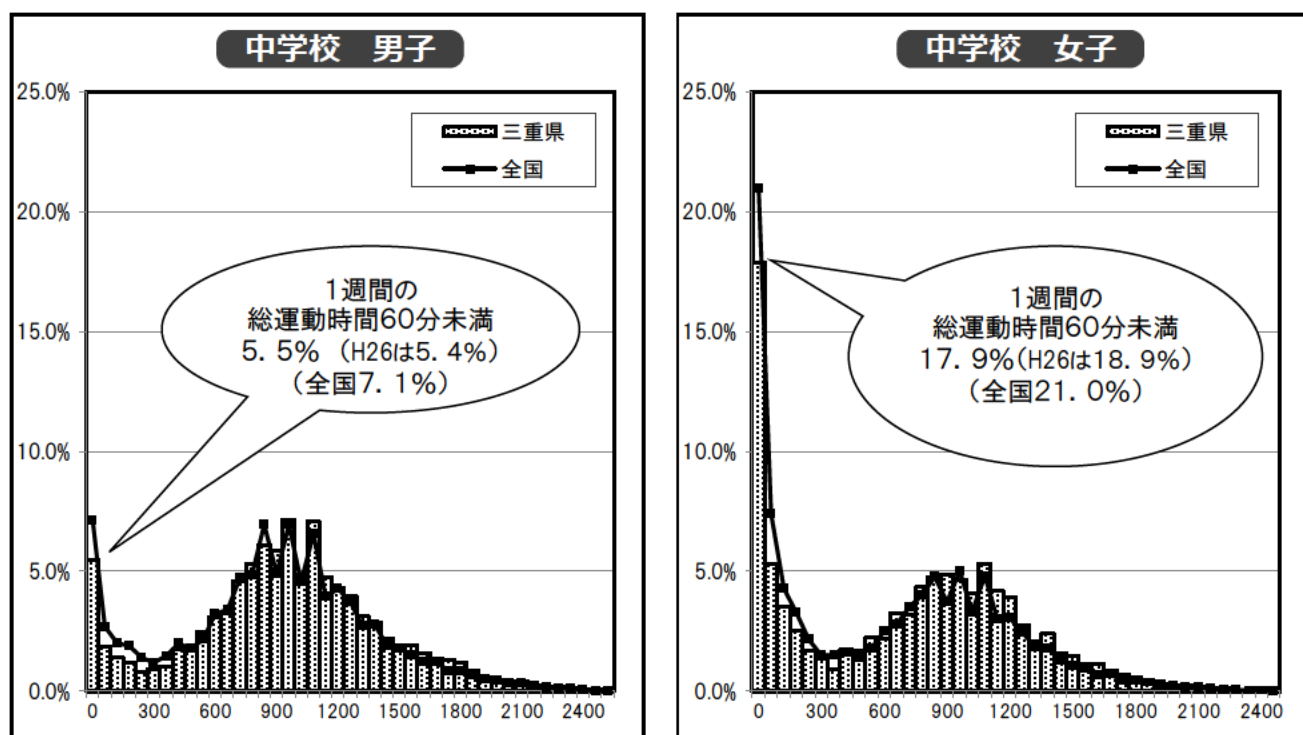 中学校　男子
25.0%
20.0%
15.0%
10.0%
5.0%
0.0%
三重県
全国
1週間の
総運動時間60分未満
5．5%（H26は5．4%）
（全国7．1%）
0 300 600 900 1200 1500 1800 2100 2400
中学校　女子
25.0%
20.0%
15.0%
10.0%
5.0%
0.0%
三重県
全国
1週間の
総運動時間60分未満
17．9%（H26は18．9%）
（全国21．0%）
0 300 600 900 1200 1500 1800 2100 2400